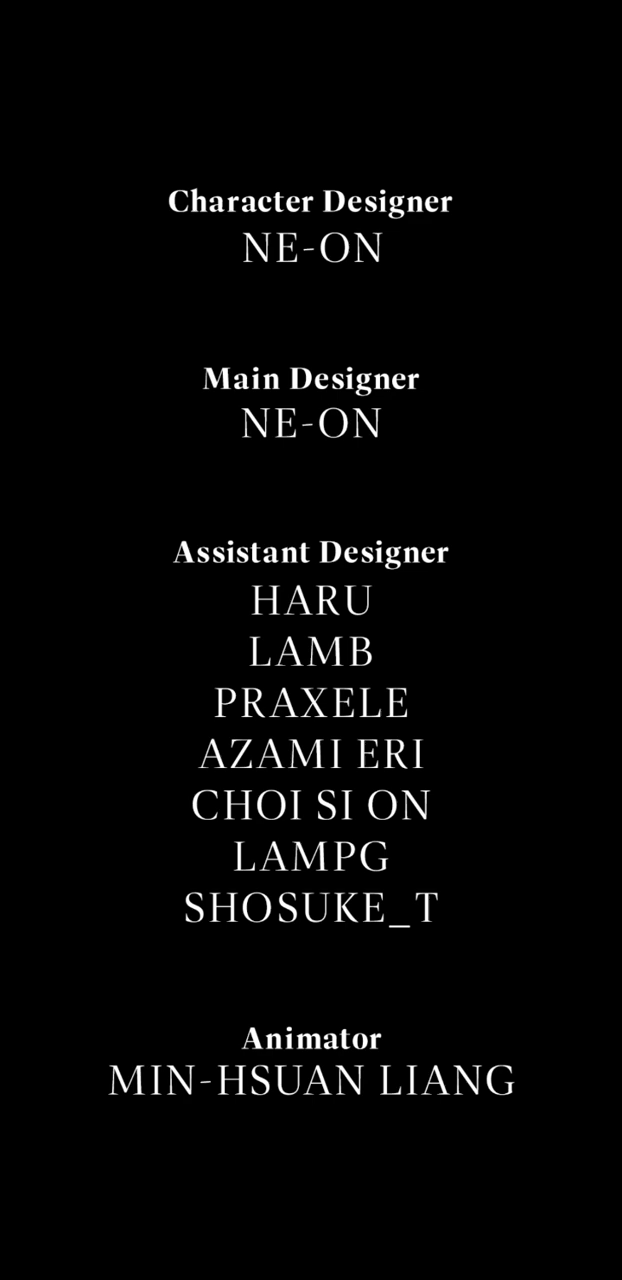 Character Designer
NE-ON
Main Designer
NE-ON
Assistant Designer
HARU
LAMB
PRAXELE
AZAMI ERI
CHOI SI ON
LAMPG
SHOSUKE_T
Animator
MIN-HSUAN LIANG